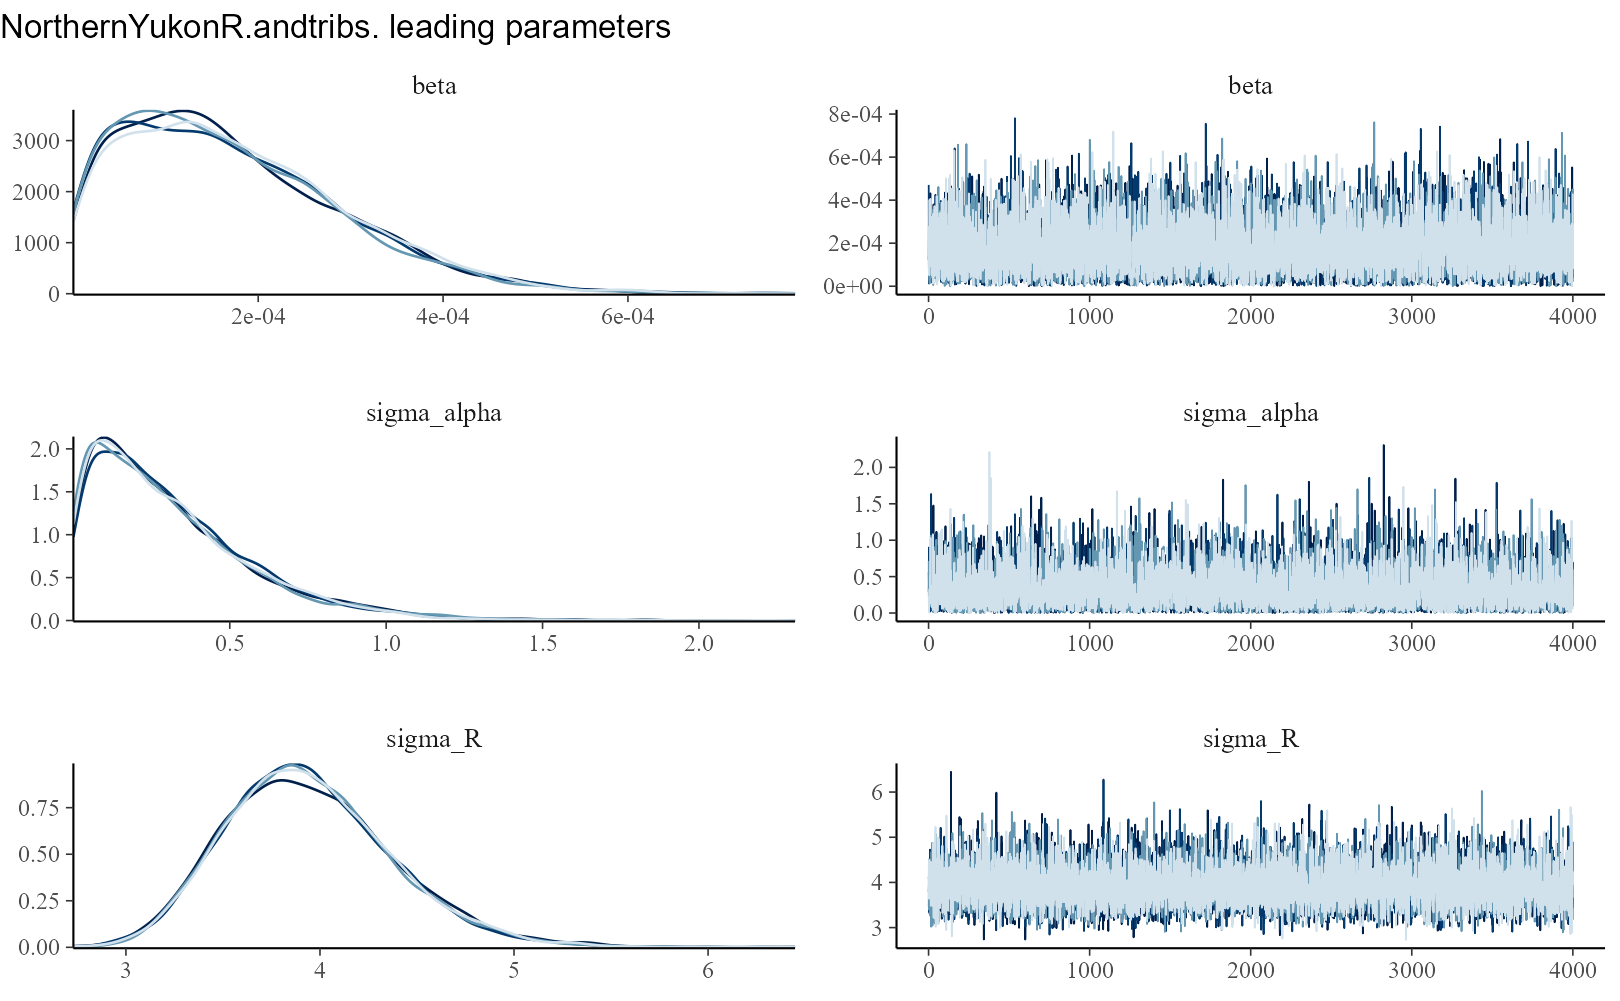 NorthernYukonR.andtribs. leading parameters
beta
3000
2000
1000
0
2e-04 4e-04 6e-04
beta
8e-04
6e-04
4e-04
2e-04
0e+00
0 1000 2000 3000 4000
sigma_alpha
2.0
1.5
1.0
0.5
0.0
0.5 1.0 1.5 2.0
sigma_alpha
2.0
1.5
1.0
0.5
0.0
0 1000 2000 3000 4000
sigma_R
0.75
0.50
0.25
0.00
3 4 5 6
sigma_R
6
5
4
3
0 1000 2000 3000 4000